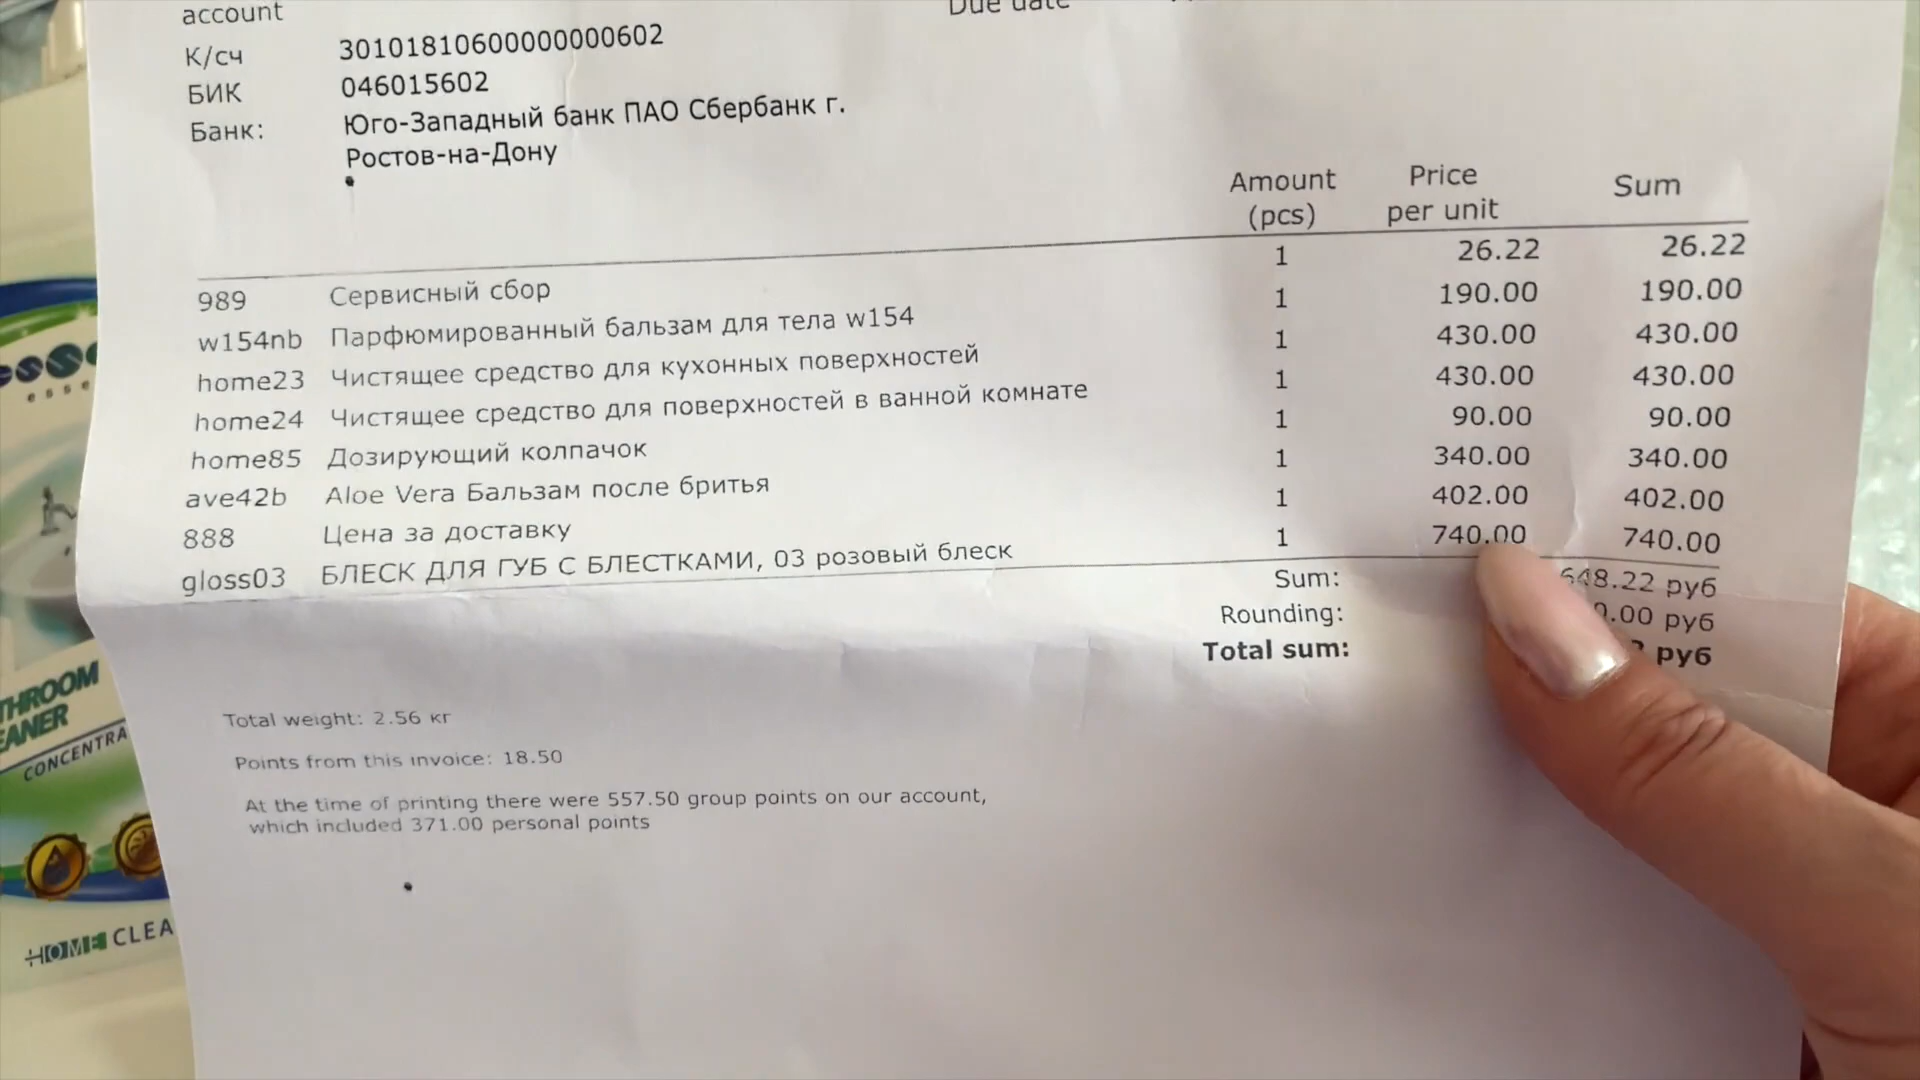 account
Due date
К/сч 30101810600000000602
БИК 046015602
Банк: Юго-Западный банк ПАО Сбербанк г.
Ростов-на-Дону
Amount (pcs) Price per unit Sum
989 Сервисный сбор 1 26.22 26.22
w154nb Парфюмированный бальзам для тела w154 1 190.00 190.00
home23 Чистящее средство для кухонных поверхностей 1 430.00 430.00
home24 Чистящее средство для поверхностей в ванной комнате 1 430.00 430.00
home85 Дозирующий колпачок 1 90.00 90.00
ave42b Aloe Vera Бальзам после бритья 1 340.00 340.00
888 Цена за доставку 1 402.00 402.00
gloss03 БЛЕСК ДЛЯ ГУБ С БЛЕСТКАМИ, 03 розовый блеск 1 740.00 740.00
Sum: 648.22 руб
Rounding: .00 руб
Total sum: руб
Total weight: 2.56 кг
Points from this invoice: 18.50
At the time of printing there were 557.50 group points on our account,
which included 371.00 personal points
CONCENTRA
HOME CLEA